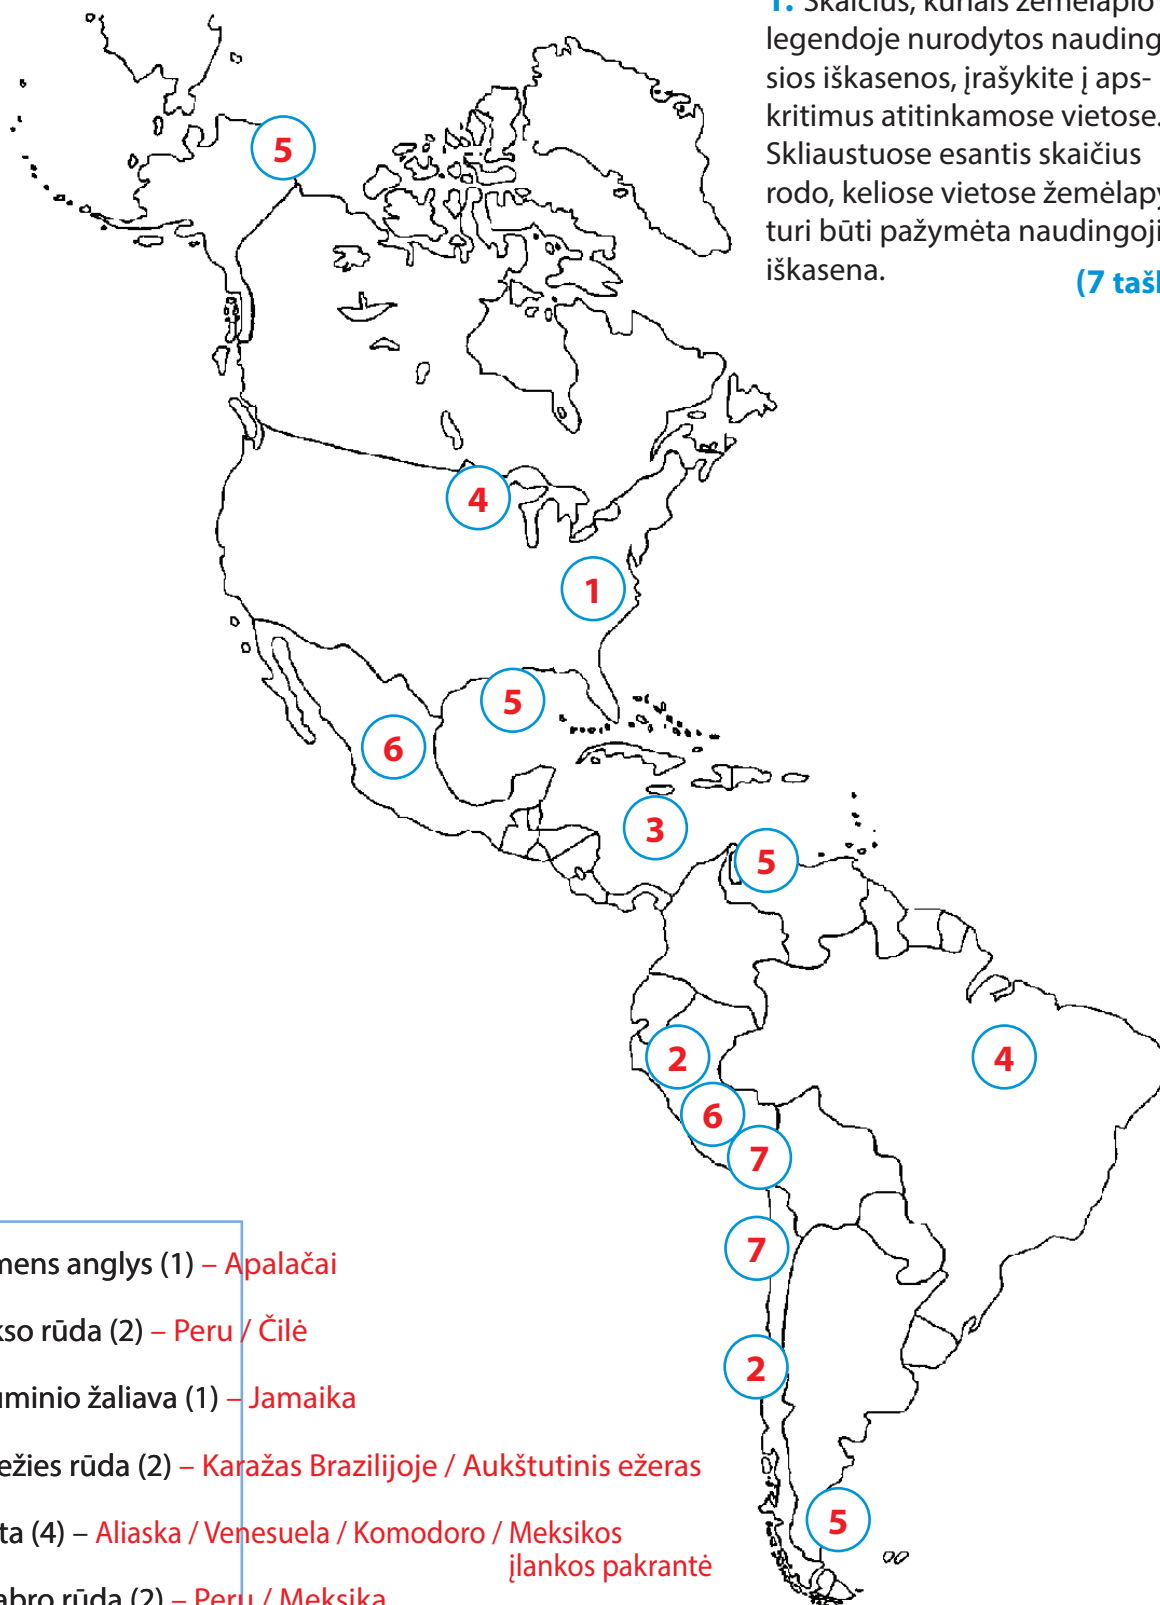 1. Skaičius, kuriais žemėlapio
legendoje nurodytos nauding
sios iškasenos, įrašykite į aps-
kritimus atitinkamose vietose.
Skliaustuose esantis skaičius
rodo, keliose vietose žemėlapy
turi būti pažymėta naudingoji
iškasena.
(7 tašk
5
4
1
5
6
3
5
2
4
6
7
7
2
5
mens anglys (1) – Apalačai
kso rūda (2) – Peru / Čilė
uminio žaliava (1) – Jamaika
ležies rūda (2) – Karažas Brazilijoje / Aukštutinis ežeras
ta (4) – Aliaska / Venesuela / Komodoro / Meksikos
įlankos pakrantė
abro rūda (2) – Peru / Meksika